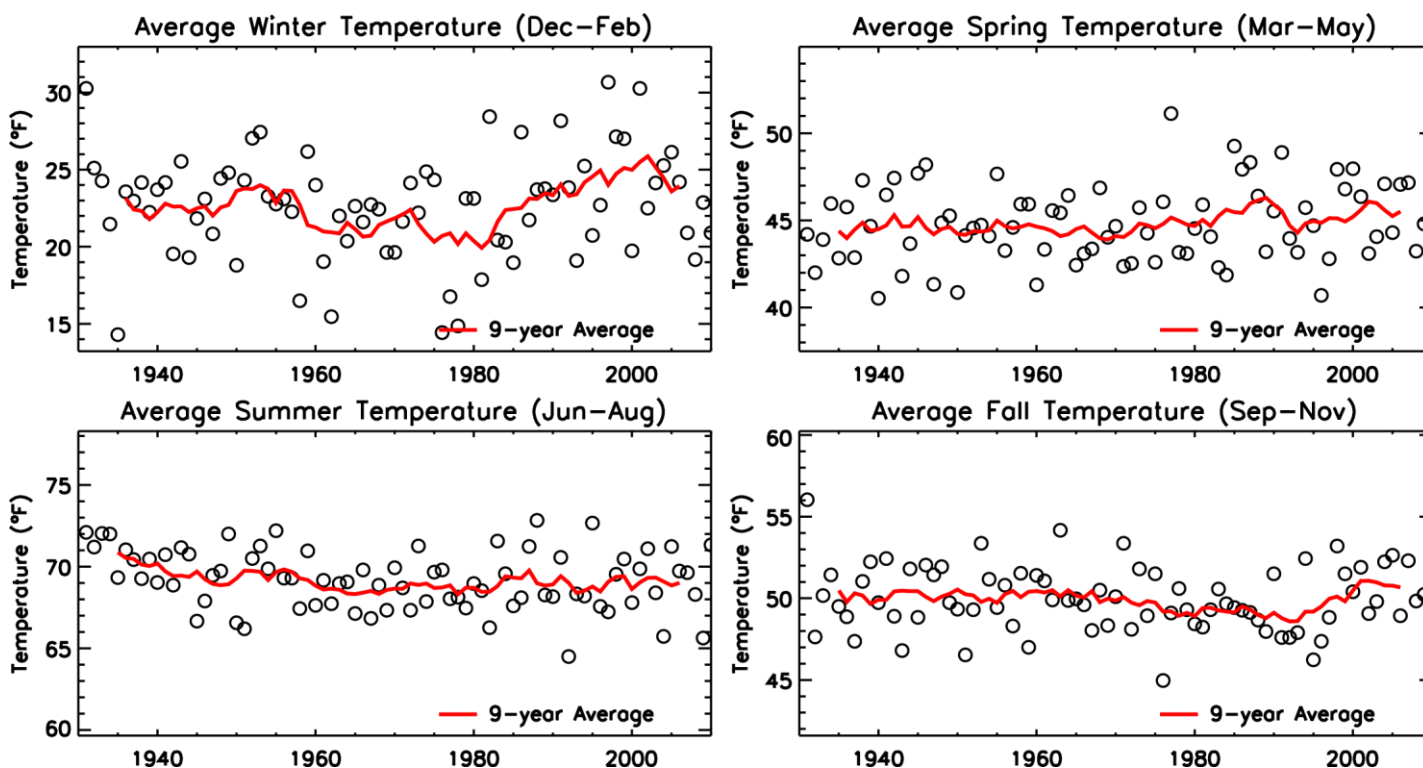 Average Winter Temperature (Dec-Feb)
Temperature (°F)
30
25
20
15
9-year Average
1940 1960 1980 2000
Average Spring Temperature (Mar-May)
Temperature (°F)
50
45
40
9-year Average
1940 1960 1980 2000
Average Summer Temperature (Jun-Aug)
Temperature (°F)
75
70
65
60
9-year Average
1940 1960 1980 2000
Average Fall Temperature (Sep-Nov)
Temperature (°F)
60
55
50
45
9-year Average
1940 1960 1980 2000